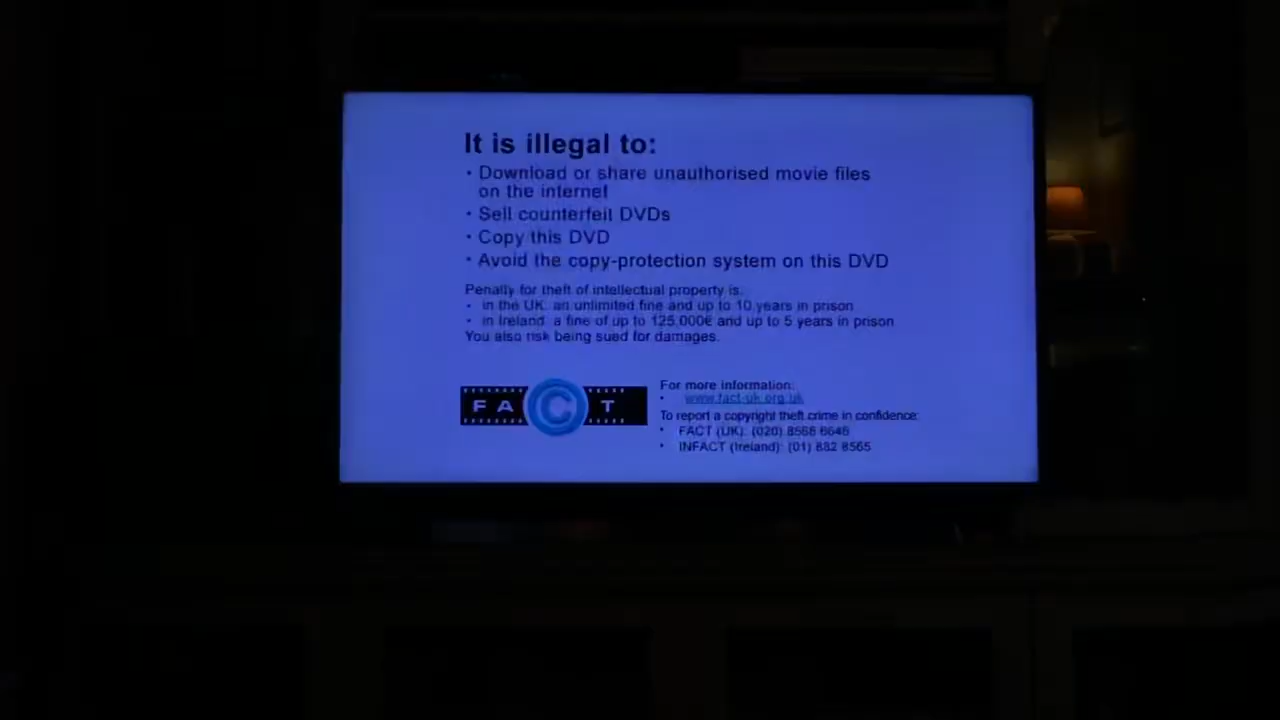 It is illegal to:
· Download or share unauthorised movie files
on the internet
· Sell counterfeit DVDs
· Copy this DVD
· Avoid the copy-protection system on this DVD
Penalty for theft of intellectual property is:
· in the UK: an unlimited fine and up to 10 years in prison
· in Ireland: a fine of up to 125.000€ and up to 5 years in prison
You also risk being sued for damages.
FA©T
For more information:
· www.fact-uk.org.uk
To report a copyright theft crime in confidence:
· FACT (UK): (020) 8568 6646
· INFACT (Ireland): (01) 882 8565